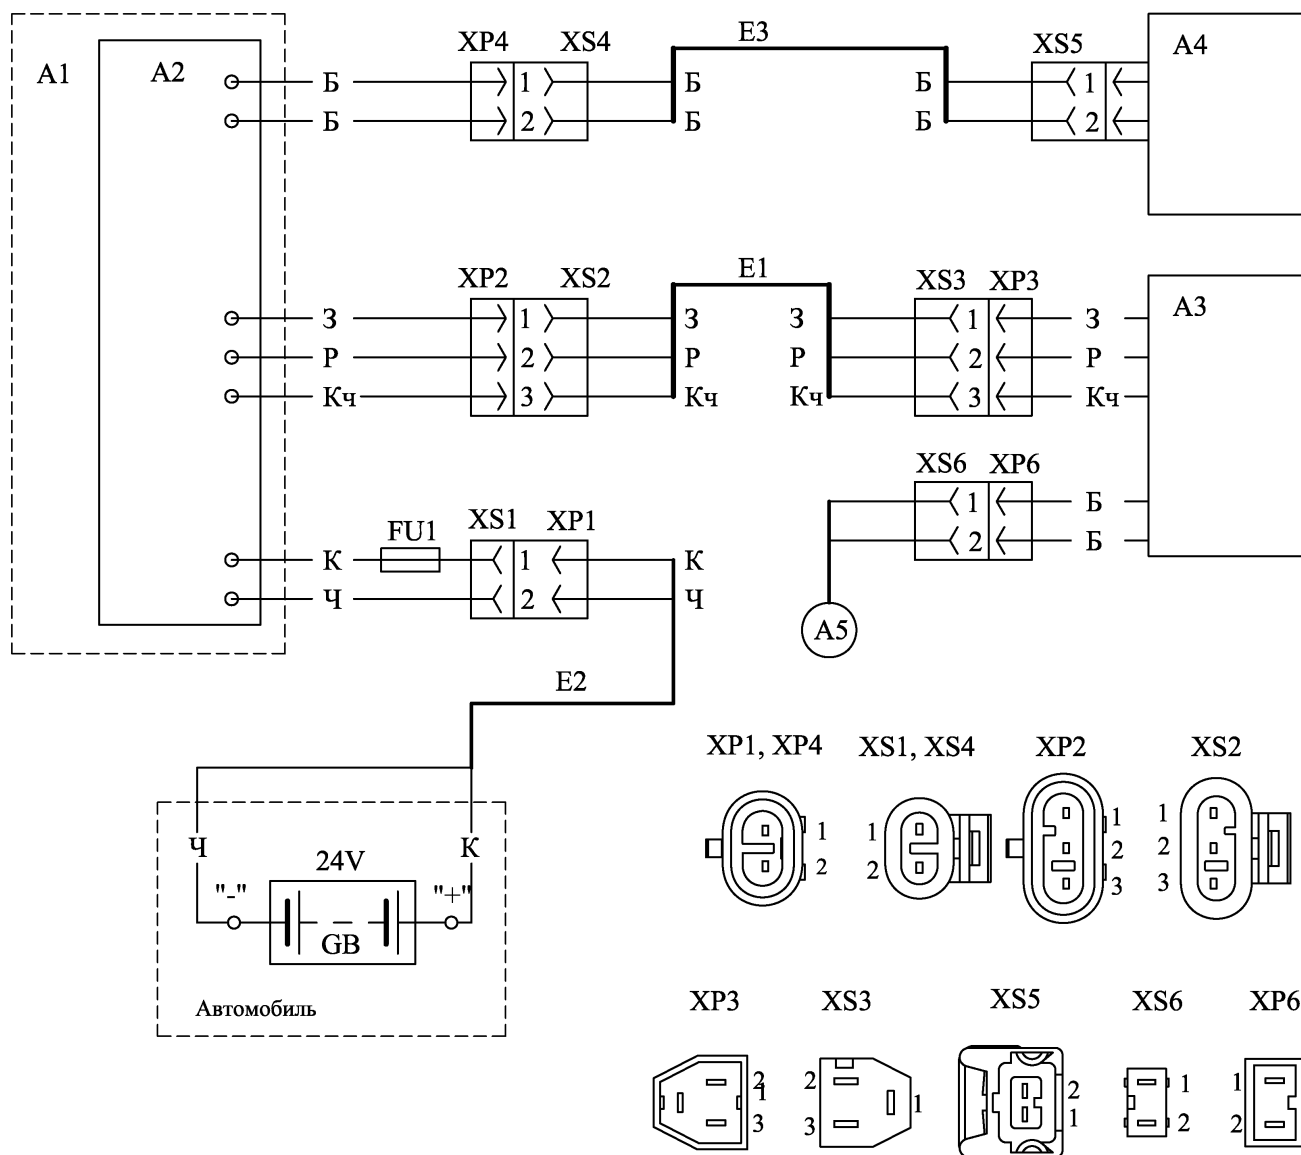 E3
XP4 XS4 XS5 A4
A1 A2
Б 1 Б Б 1
Б 2 Б Б 2
E1
XP2 XS2 XS3 XP3 A3
З 1 З З 1 З
Р 2 Р Р 2 Р
Кч 3 Кч Кч 3 Кч
XS6 XP6
1 Б
FU1 XS1 XP1
2 Б
К 1 К
Ч 2 Ч
A5
E2
XP1, XP4 XS1, XS4 XP2 XS2
1 1 1 1
2 2 2 2
3 3
Ч 24V К
"-" "+"
GB
Автомобиль
XP3 XS3 XS5 XS6 XP6
2 2 2 1 1
1 1 1
3 3 2 2